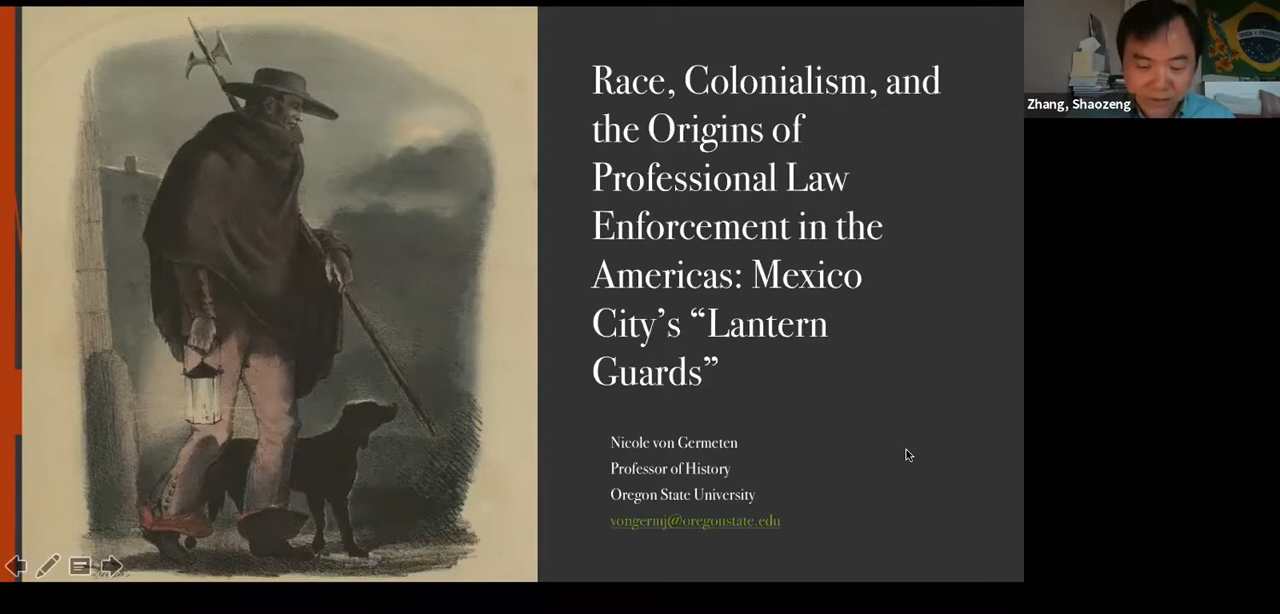 Race, Colonialism, and
the Origins of
Professional Law
Enforcement in the
Americas: Mexico
City’s “Lantern
Guards”
Nicole von Germeten
Professor of History
Oregon State University
vongermj@oregonstate.edu
Zhang, Shaozeng